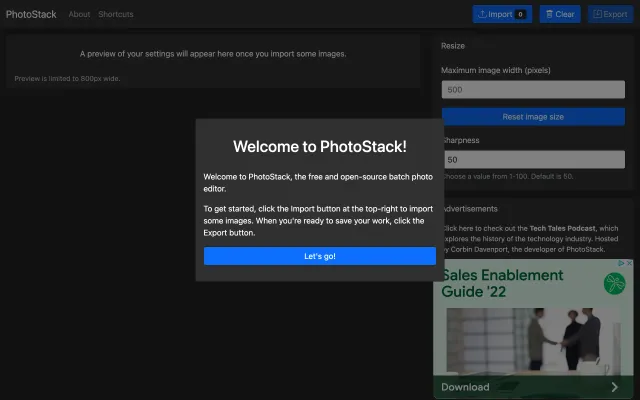 PhotoStack About Shortcuts Import 0 Clear Export
A preview of your settings will appear here once you import some images.
Preview is limited to 800px wide.
Resize
Maximum image width (pixels)
500
Reset image size
Sharpness
50
Choose a value from 1-100. Default is 50.
Welcome to PhotoStack!
Welcome to PhotoStack, the free and open-source batch photo
editor.
To get started, click the Import button at the top-right to import
some images. When you're ready to save your work, click the
Export button.
Let's go!
Advertisements
Click here to check out the Tech Tales Podcast, which
explores the history of the technology industry. Hosted
by Corbin Davenport, the developer of PhotoStack.
Sales Enablement
Guide '22
Download